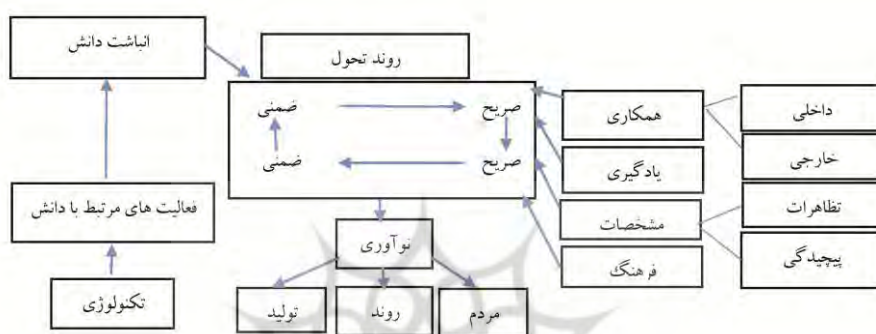 انباشت دانش
روند تحول
ضمنی
صریح
ضمنی
صریح
همکاری
داخلی
خارجی
یادگیری
مشخصات
تظاهرات
پیچیدگی
فرهنگ
فعالیت های مرتبط با دانش
تکنولوژی
نوآوری
تولید
روند
مردم